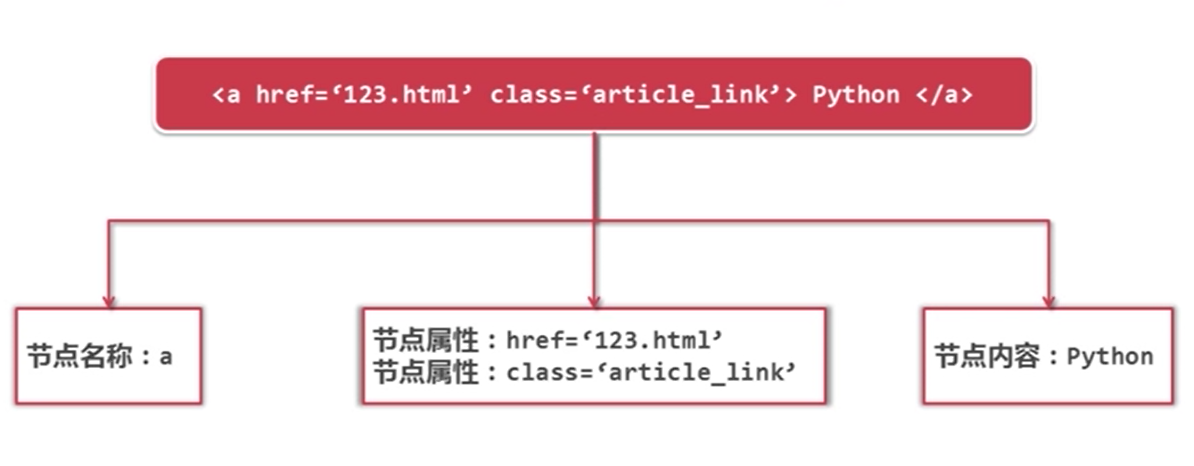 <a href=‘123.html’ class=‘article_link’> Python </a>
节点名称：a
节点属性：href=‘123.html’
节点属性：class=‘article_link’
节点内容：Python